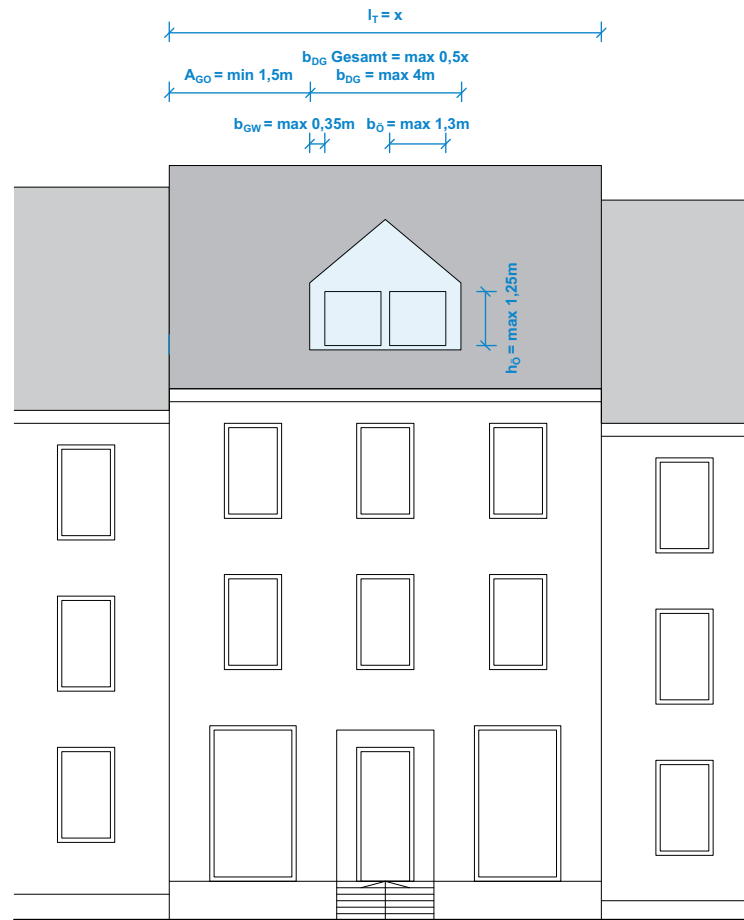 l_T = x
b_DG Gesamt = max 0,5x
A_GO = min 1,5m b_DG = max 4m
b_GW = max 0,35m b_Ö = max 1,3m
h_Ö = max 1,25m